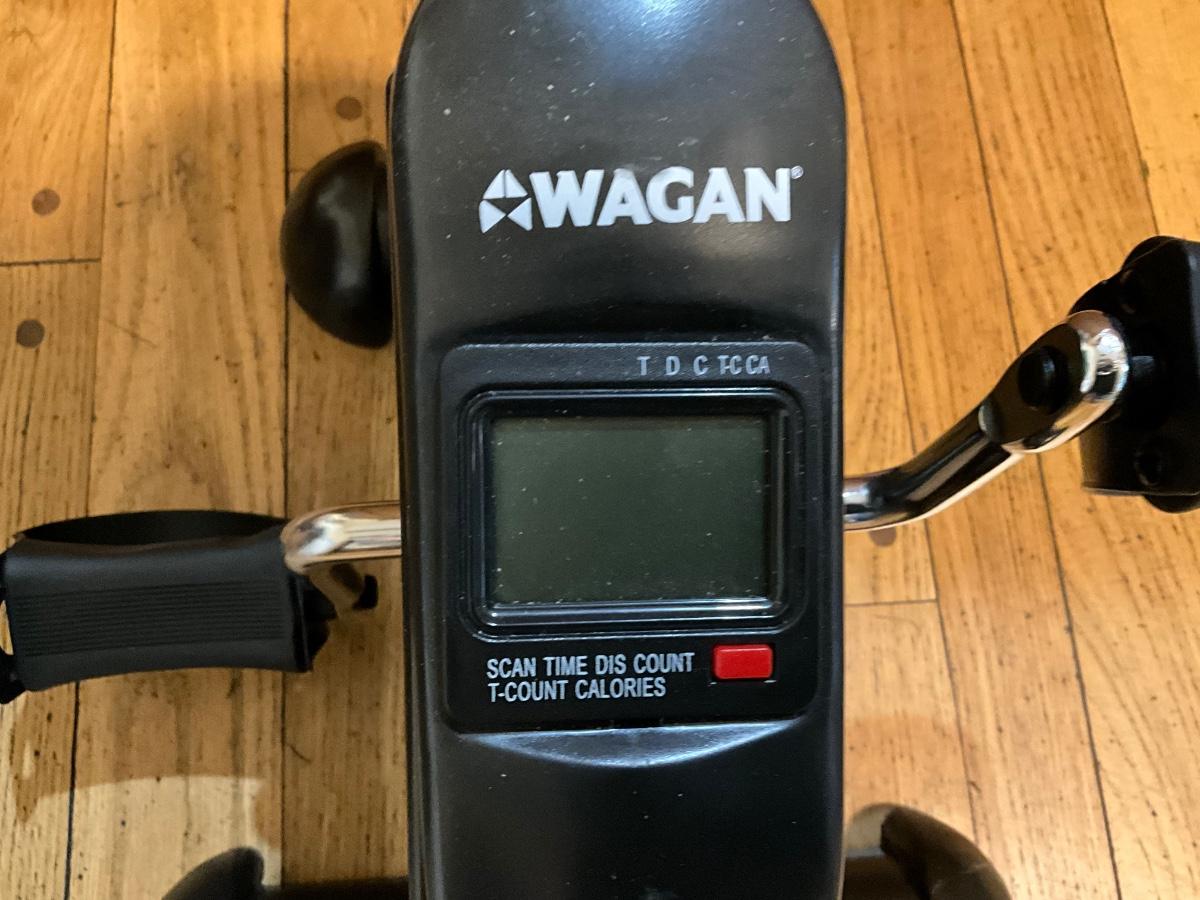 WAGAN®
T D C T-C CA
SCAN TIME DIS COUNT
T-COUNT CALORIES